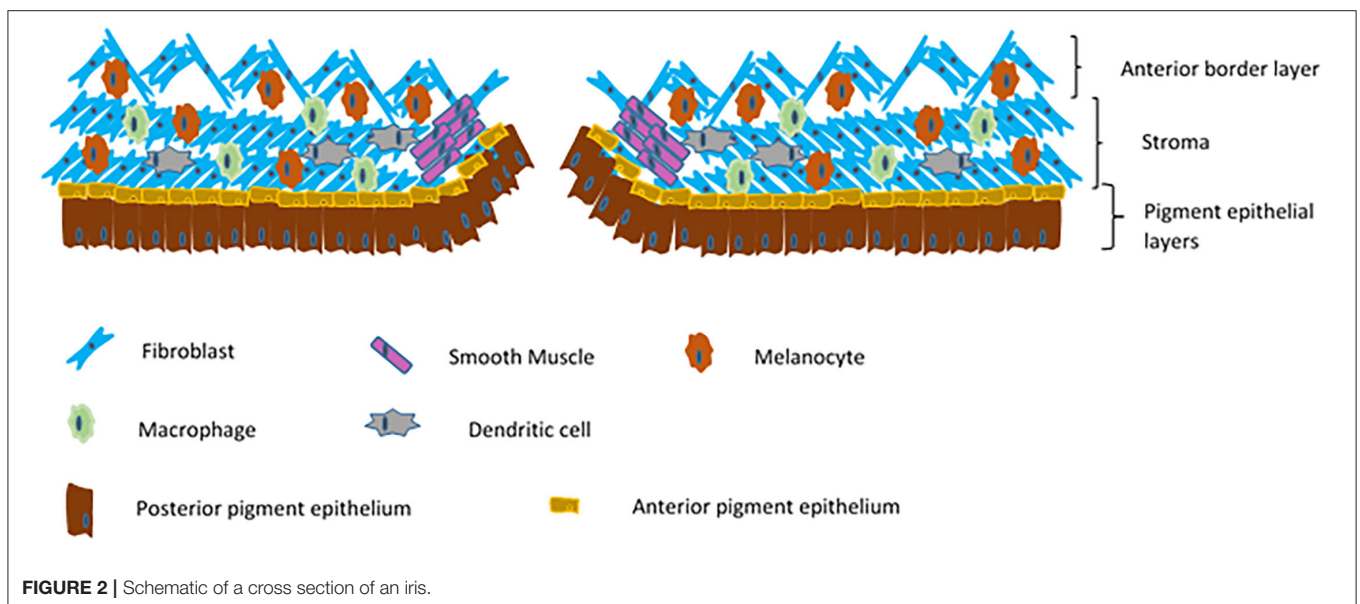 Anterior border layer
Stroma
Pigment epithelial
layers
Fibroblast
Smooth Muscle
Melanocyte
Macrophage
Dendritic cell
Posterior pigment epithelium
Anterior pigment epithelium
FIGURE 2 | Schematic of a cross section of an iris.